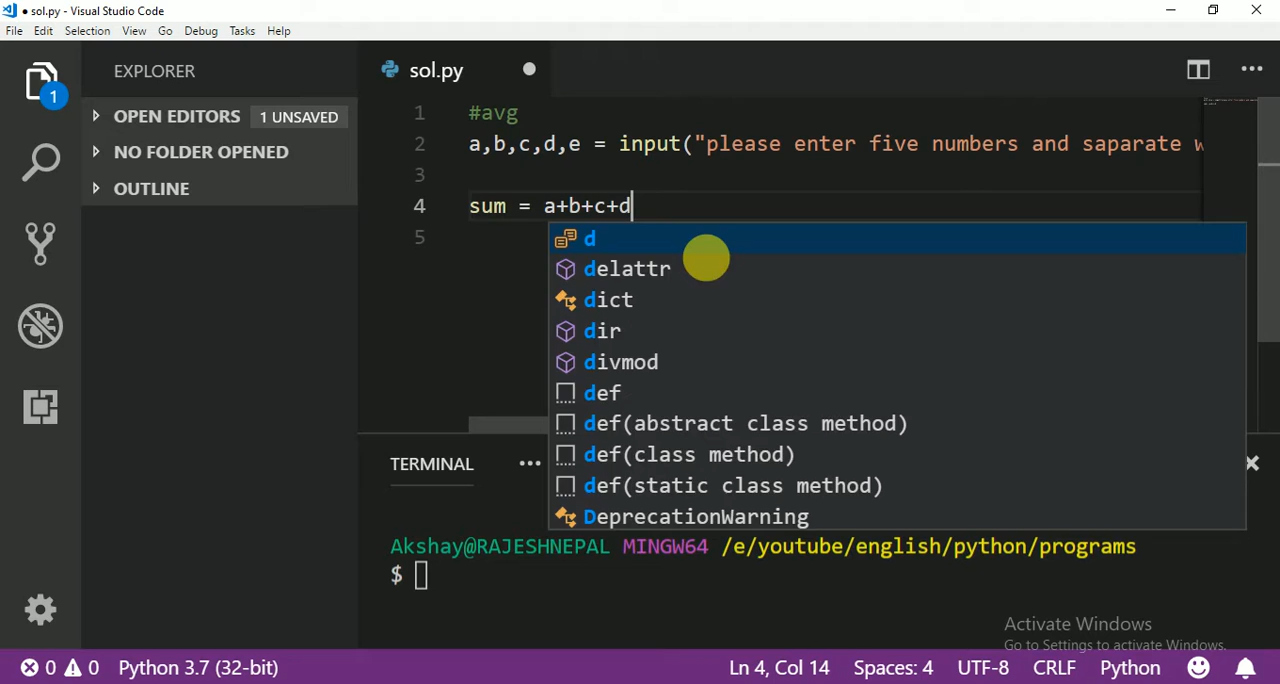 ● sol.py - Visual Studio Code
File Edit Selection View Go Debug Tasks Help
EXPLORER
sol.py
1
OPEN EDITORS 1 UNSAVED
NO FOLDER OPENED
OUTLINE
1 #avg
2 a,b,c,d,e = input("please enter five numbers and saparate w
3
4 sum = a+b+c+d
5
d
delattr
dict
dir
divmod
def
def(abstract class method)
def(class method)
def(static class method)
DeprecationWarning
TERMINAL
Akshay@RAJESHNEPAL MINGW64 /e/youtube/english/python/programs
$
Activate Windows
Go to Settings to activate Windows.
0 0 Python 3.7 (32-bit) Ln 4, Col 14 Spaces: 4 UTF-8 CRLF Python